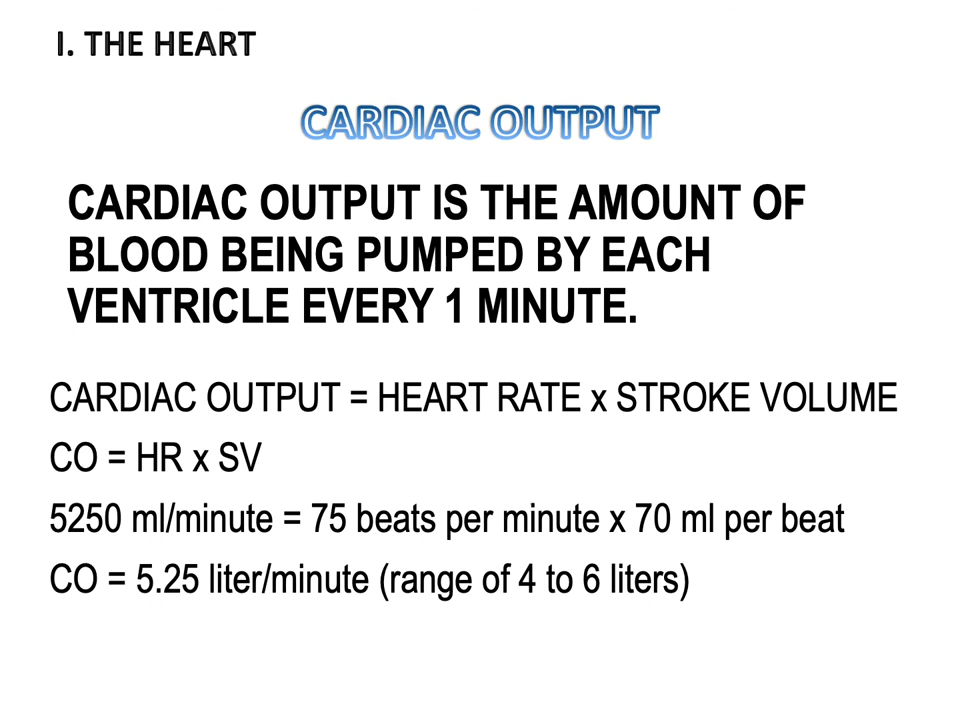 I. THE HEART
CARDIAC OUTPUT
CARDIAC OUTPUT IS THE AMOUNT OF
BLOOD BEING PUMPED BY EACH
VENTRICLE EVERY 1 MINUTE.
CARDIAC OUTPUT = HEART RATE x STROKE VOLUME
CO = HR x SV
5250 ml/minute = 75 beats per minute x 70 ml per beat
CO = 5.25 liter/minute (range of 4 to 6 liters)